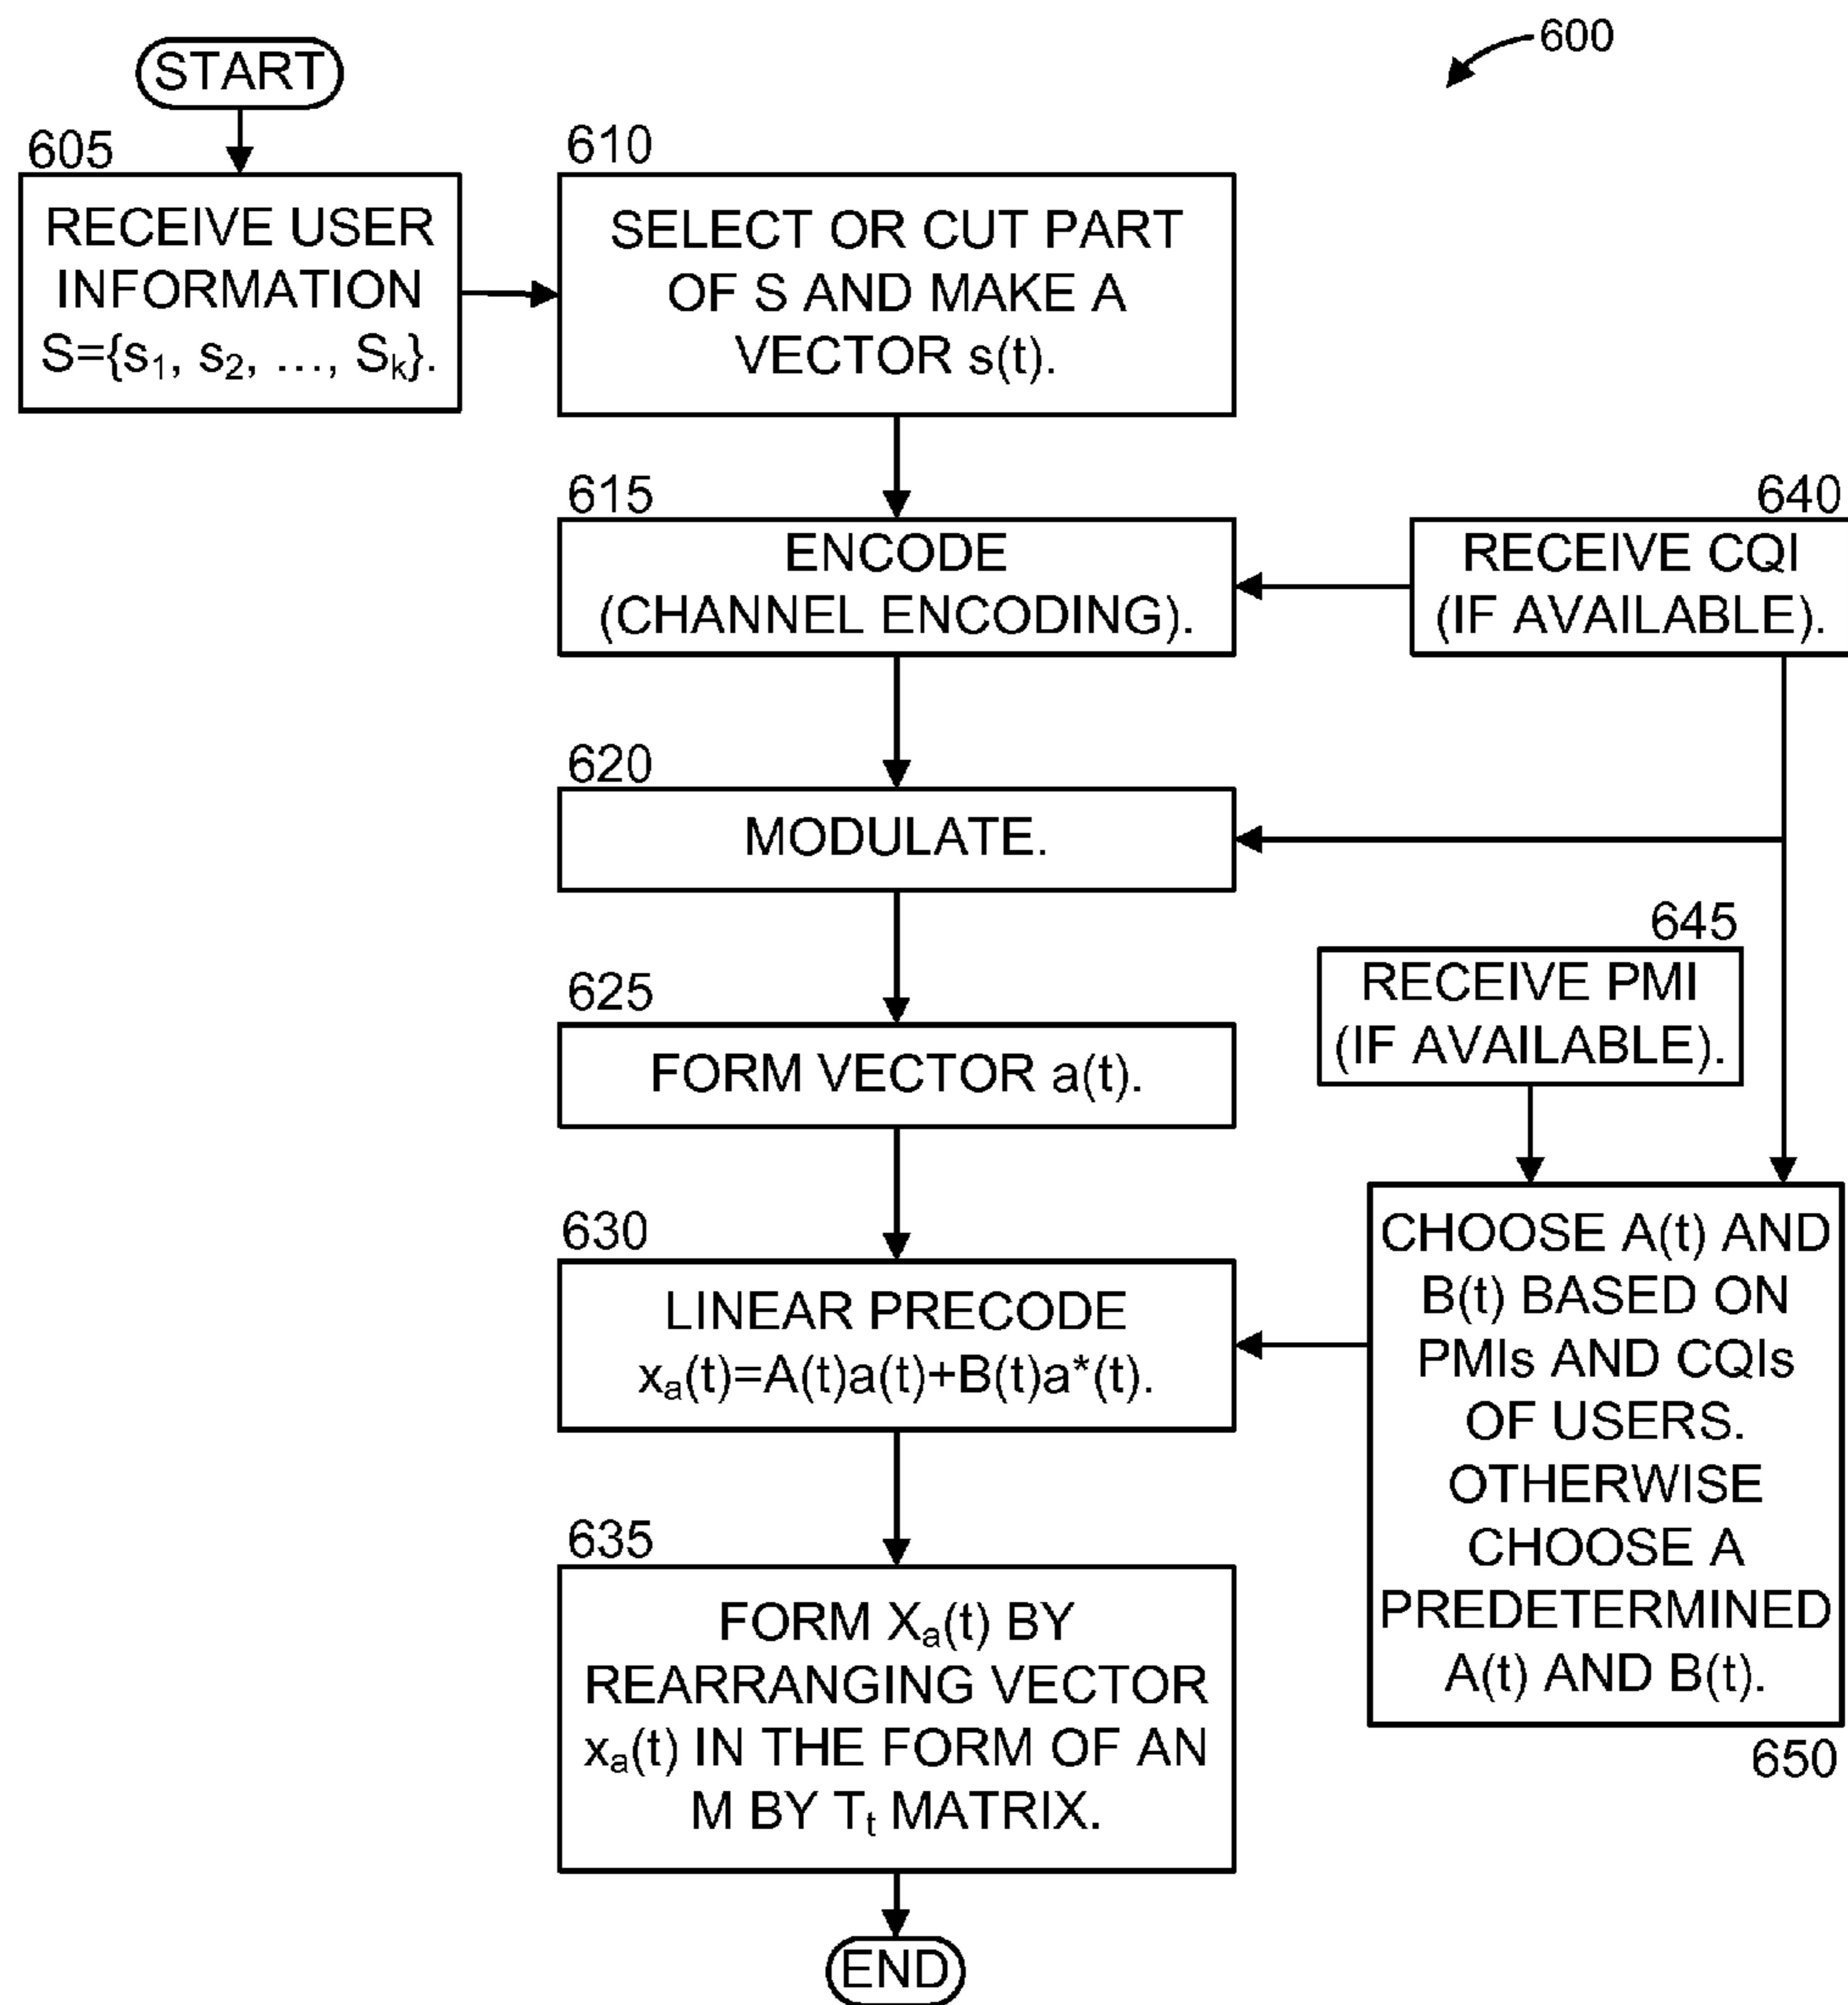 600
START
605
RECEIVE USER
INFORMATION
S={s₁, s₂, ..., Sₖ}.
610
SELECT OR CUT PART
OF S AND MAKE A
VECTOR s(t).
615
ENCODE
(CHANNEL ENCODING).
640
RECEIVE CQI
(IF AVAILABLE).
620
MODULATE.
645
RECEIVE PMI
(IF AVAILABLE).
625
FORM VECTOR a(t).
630
LINEAR PRECODE
xₐ(t)=A(t)a(t)+B(t)a*(t).
CHOOSE A(t) AND
B(t) BASED ON
PMIs AND CQIs
OF USERS.
OTHERWISE
CHOOSE A
PREDETERMINED
A(t) AND B(t).
650
635
FORM Xₐ(t) BY
REARRANGING VECTOR
xₐ(t) IN THE FORM OF AN
M BY Tₜ MATRIX.
END